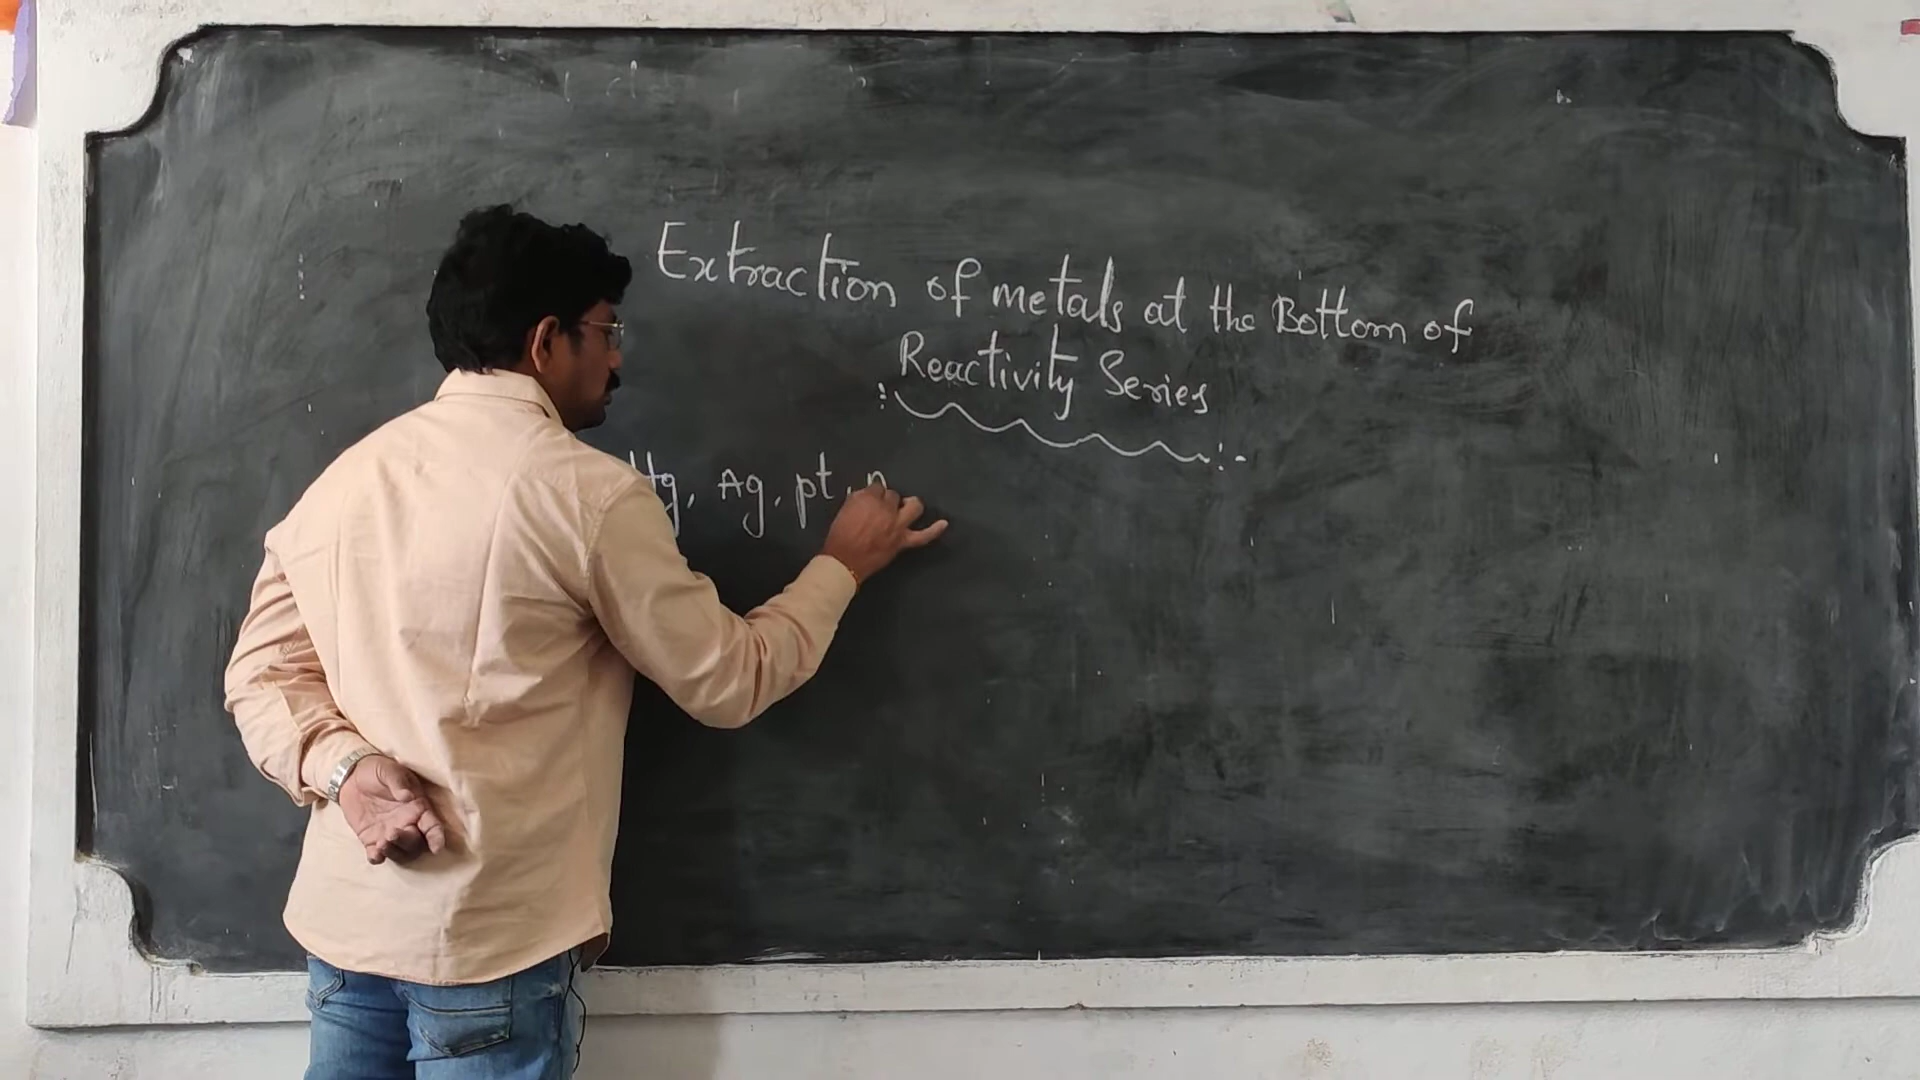 Extraction of metals at the Bottom of
Reactivity Series
Hg, Ag, pt,